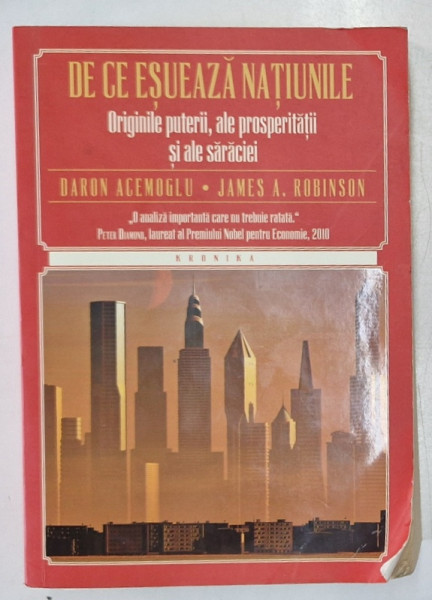 DE CE EȘUEAZĂ NAȚIUNILE
Originile puterii, ale prosperității
și ale sărăciei
DARON ACEMOGLU • JAMES A. ROBINSON
„O analiză importantă care nu trebuie ratată.“
PETER DIAMOND, laureat al Premiului Nobel pentru Economie, 2010
KRONIKA